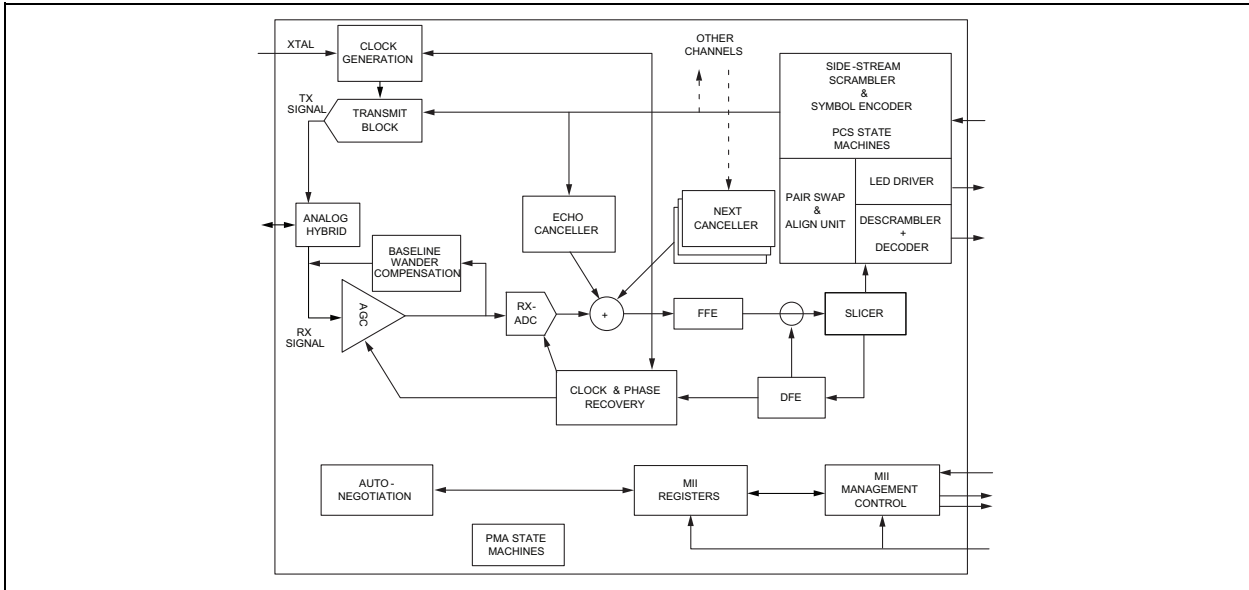 XTAL
CLOCK
GENERATION
OTHER
CHANNELS
SIDE-STREAM
SCRAMBLER
&
SYMBOL ENCODER
PCS STATE
MACHINES
TX
SIGNAL
TRANSMIT
BLOCK
PAIR SWAP
&
ALIGN UNIT
LED DRIVER
DESCRAMBLER
+
DECODER
ANALOG
HYBRID
ECHO
CANCELLER
NEXT
CANCELLER
BASELINE
WANDER
COMPENSATION
AGC
RX
SIGNAL
RX-
ADC
+
FFE
SLICER
CLOCK & PHASE
RECOVERY
DFE
AUTO-
NEGOTIATION
MII
REGISTERS
MII
MANAGEMENT
CONTROL
PMA STATE
MACHINES